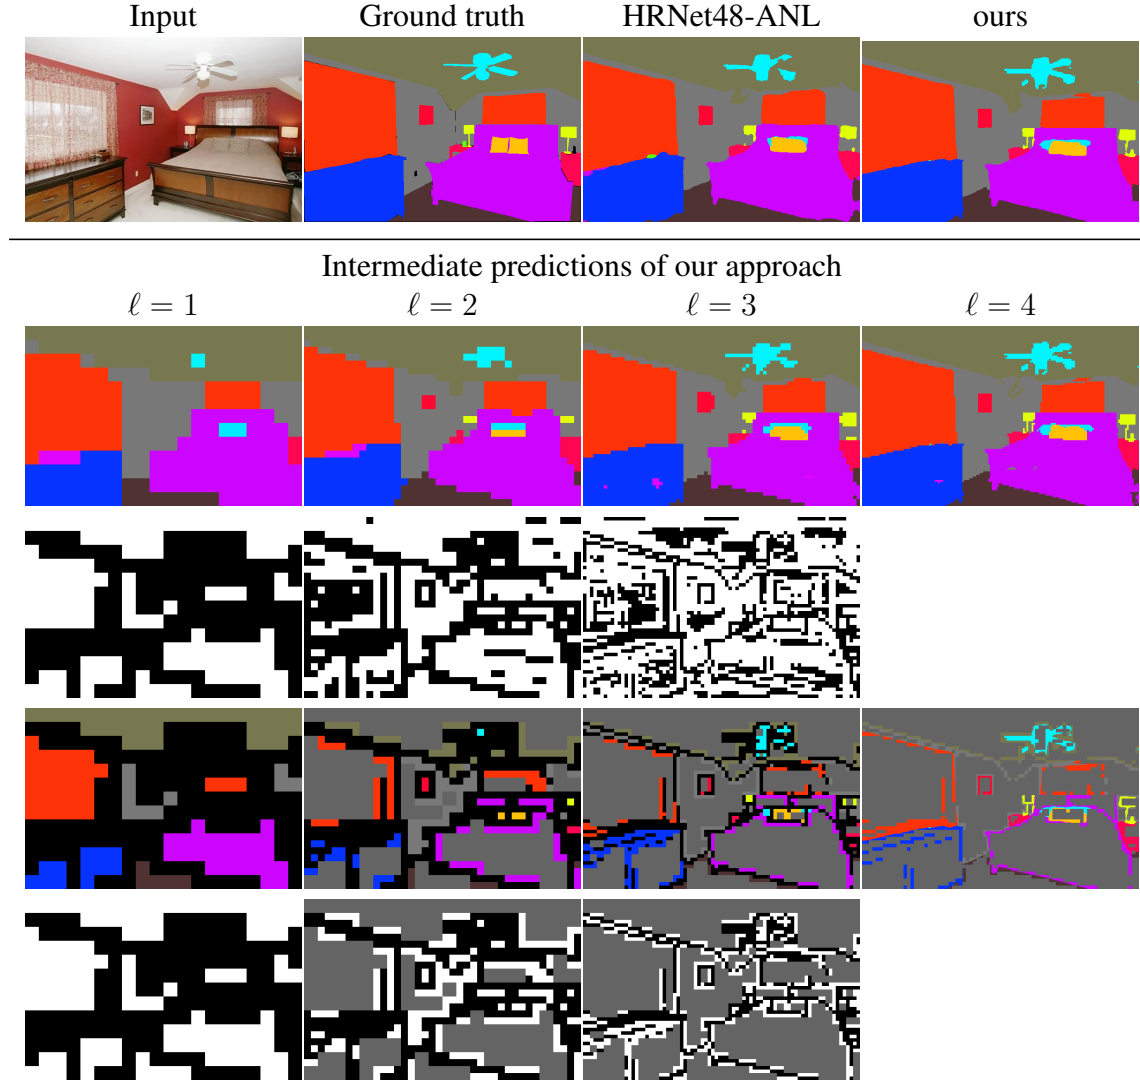 Input Ground truth HRNet48-ANL ours
Intermediate predictions of our approach
ℓ = 1 ℓ = 2 ℓ = 3 ℓ = 4